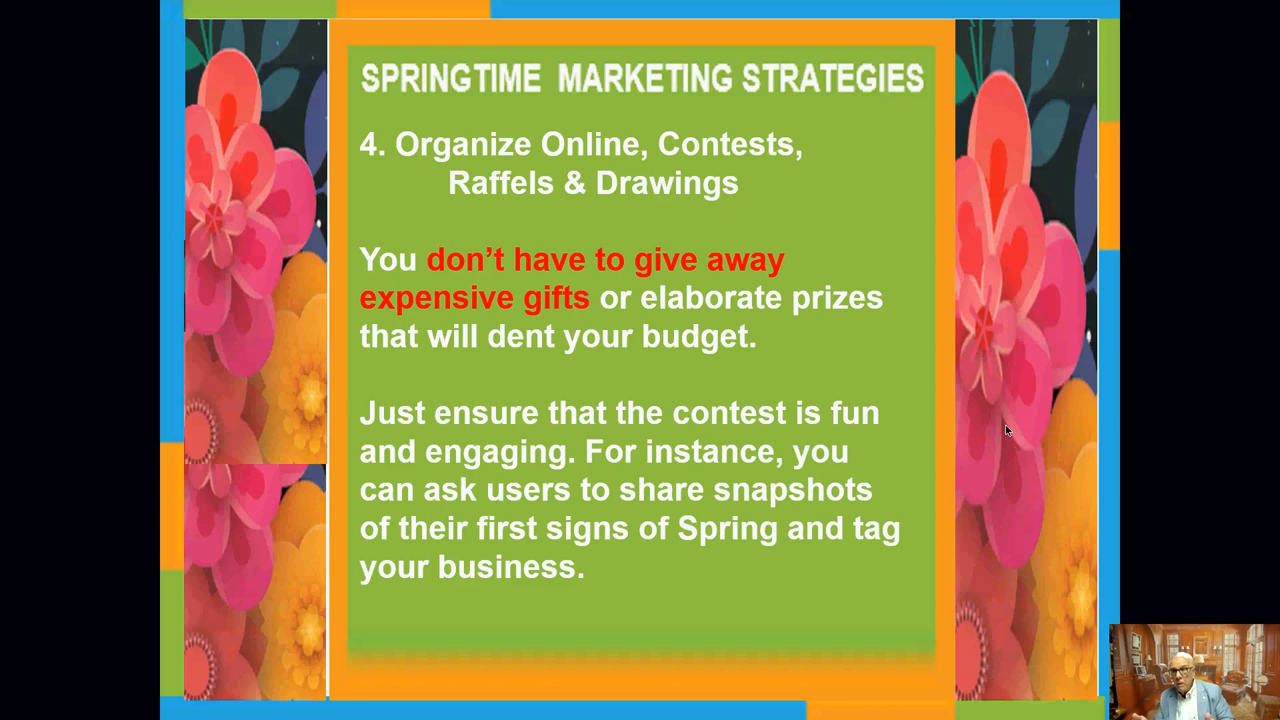 SPRINGTIME MARKETING STRATEGIES
4. Organize Online, Contests,
Raffels & Drawings
You don’t have to give away
expensive gifts or elaborate prizes
that will dent your budget.
Just ensure that the contest is fun
and engaging. For instance, you
can ask users to share snapshots
of their first signs of Spring and tag
your business.